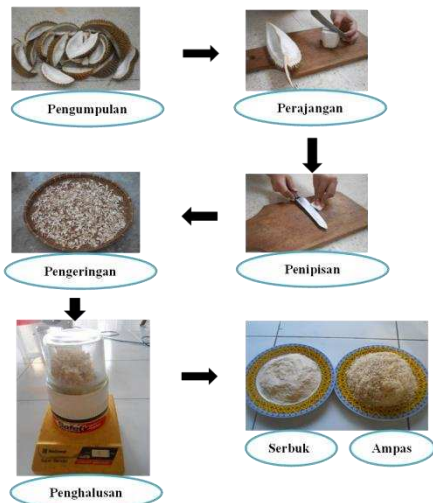 Pengumpulan
Perajangan
Penipisan
Pengeringan
Penghalusan
Serbuk
Ampas